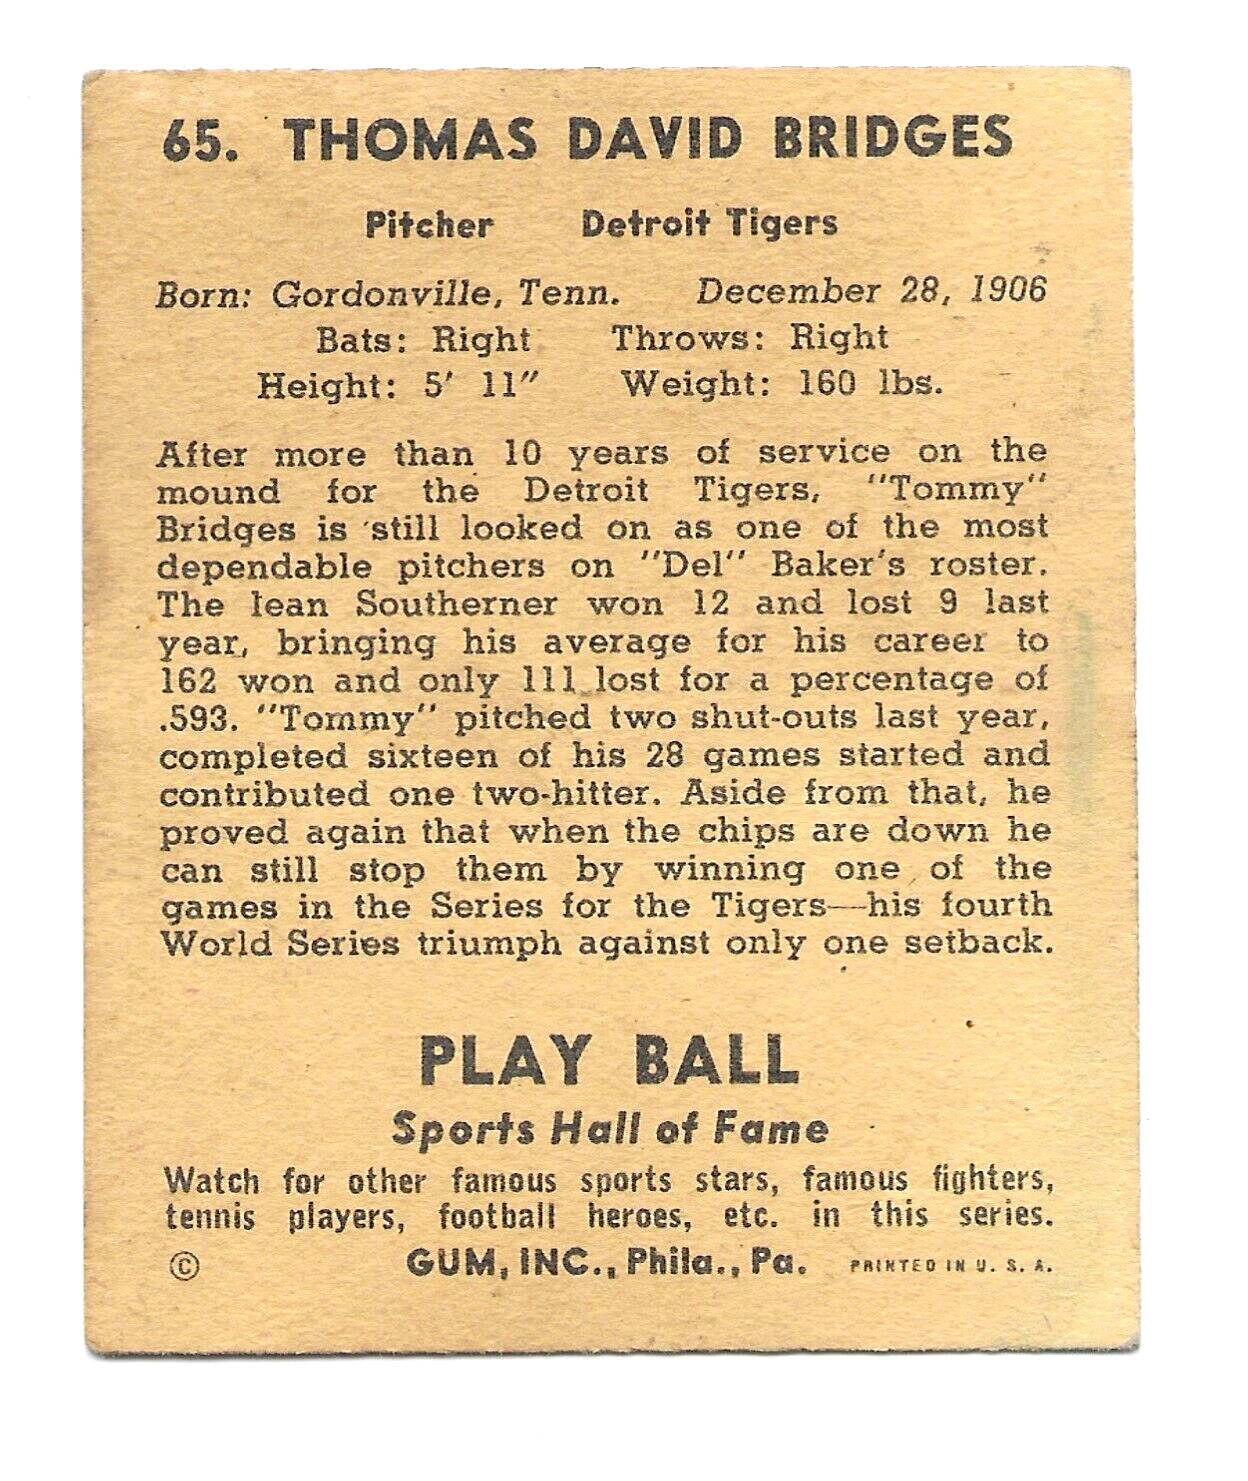 65. THOMAS DAVID BRIDGES
Pitcher Detroit Tigers
Born: Gordonville, Tenn. December 28, 1906
Bats: Right Throws: Right
Height: 5′ 11″ Weight: 160 lbs.
After more than 10 years of service on the
mound for the Detroit Tigers, "Tommy"
Bridges is still looked on as one of the most
dependable pitchers on "Del" Baker's roster.
The lean Southerner won 12 and lost 9 last
year, bringing his average for his career to
162 won and only 111 lost for a percentage of
.593. "Tommy" pitched two shut-outs last year,
completed sixteen of his 28 games started and
contributed one two-hitter. Aside from that, he
proved again that when the chips are down he
can still stop them by winning one of the
games in the Series for the Tigers—his fourth
World Series triumph against only one setback.
PLAY BALL
Sports Hall of Fame
Watch for other famous sports stars, famous fighters,
tennis players, football heroes, etc. in this series.
© GUM, INC., Phila., Pa. PRINTED IN U. S. A.